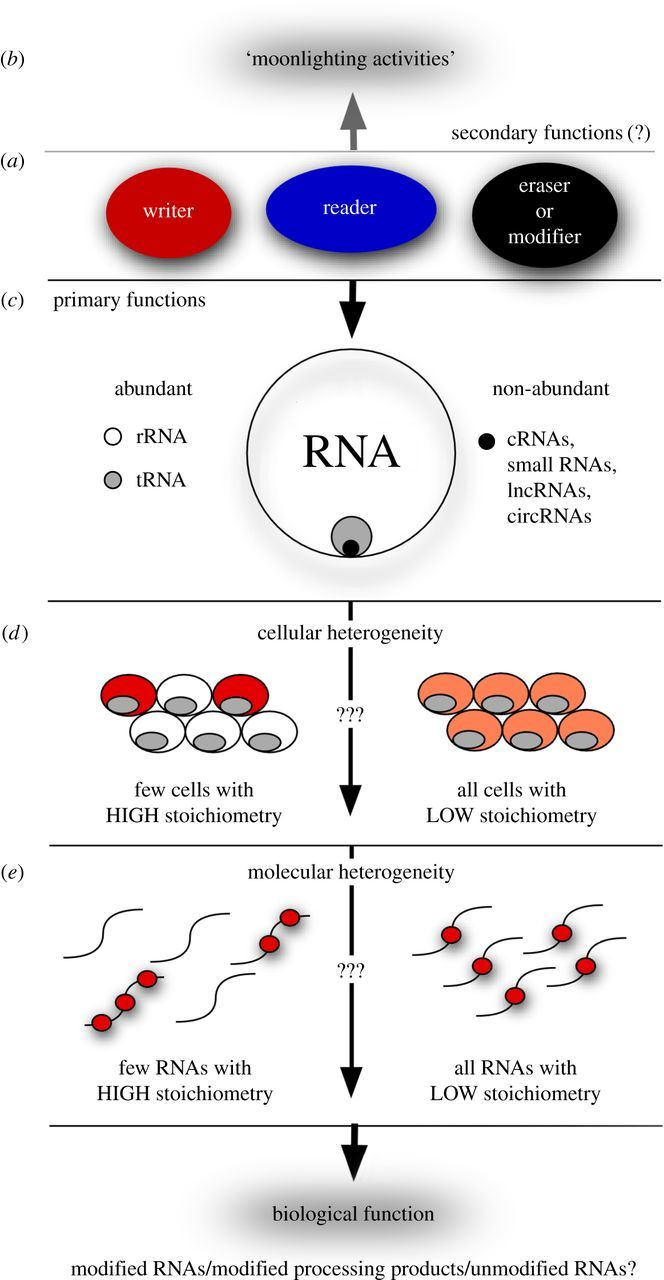 (b)
‘moonlighting activities’
secondary functions (?)
(a)
writer
reader
eraser
or
modifier
(c)
primary functions
abundant
rRNA
tRNA
RNA
non-abundant
cRNAs,
small RNAs,
lncRNAs,
circRNAs
(d)
cellular heterogeneity
???
few cells with
HIGH stoichiometry
all cells with
LOW stoichiometry
(e)
molecular heterogeneity
???
few RNAs with
HIGH stoichiometry
all RNAs with
LOW stoichiometry
biological function
modified RNAs/modified processing products/unmodified RNAs?